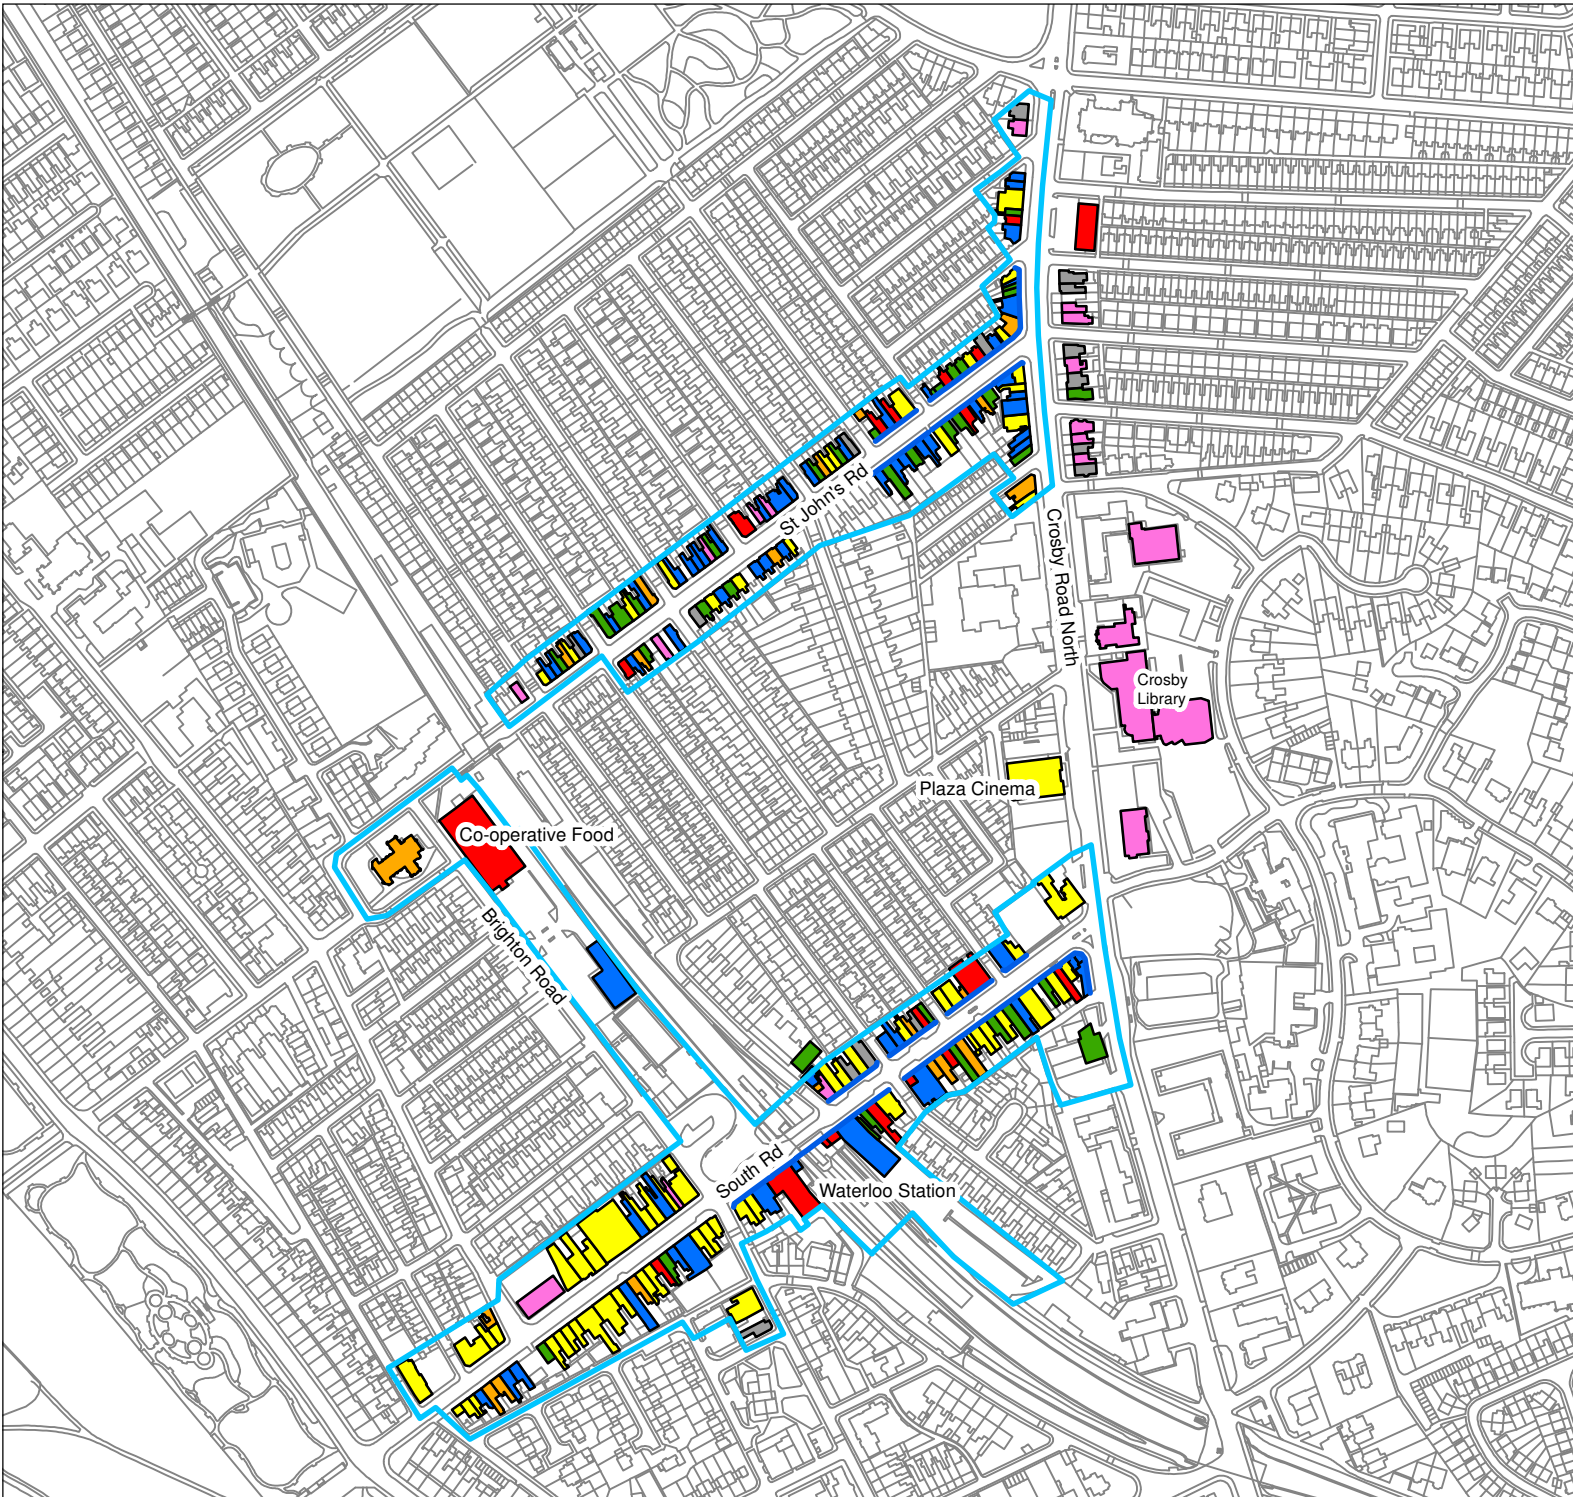 St John's Rd
Crosby Road North
Crosby
Library
Plaza Cinema
Co-operative Food
Brighton Road
South Rd
Waterloo Station